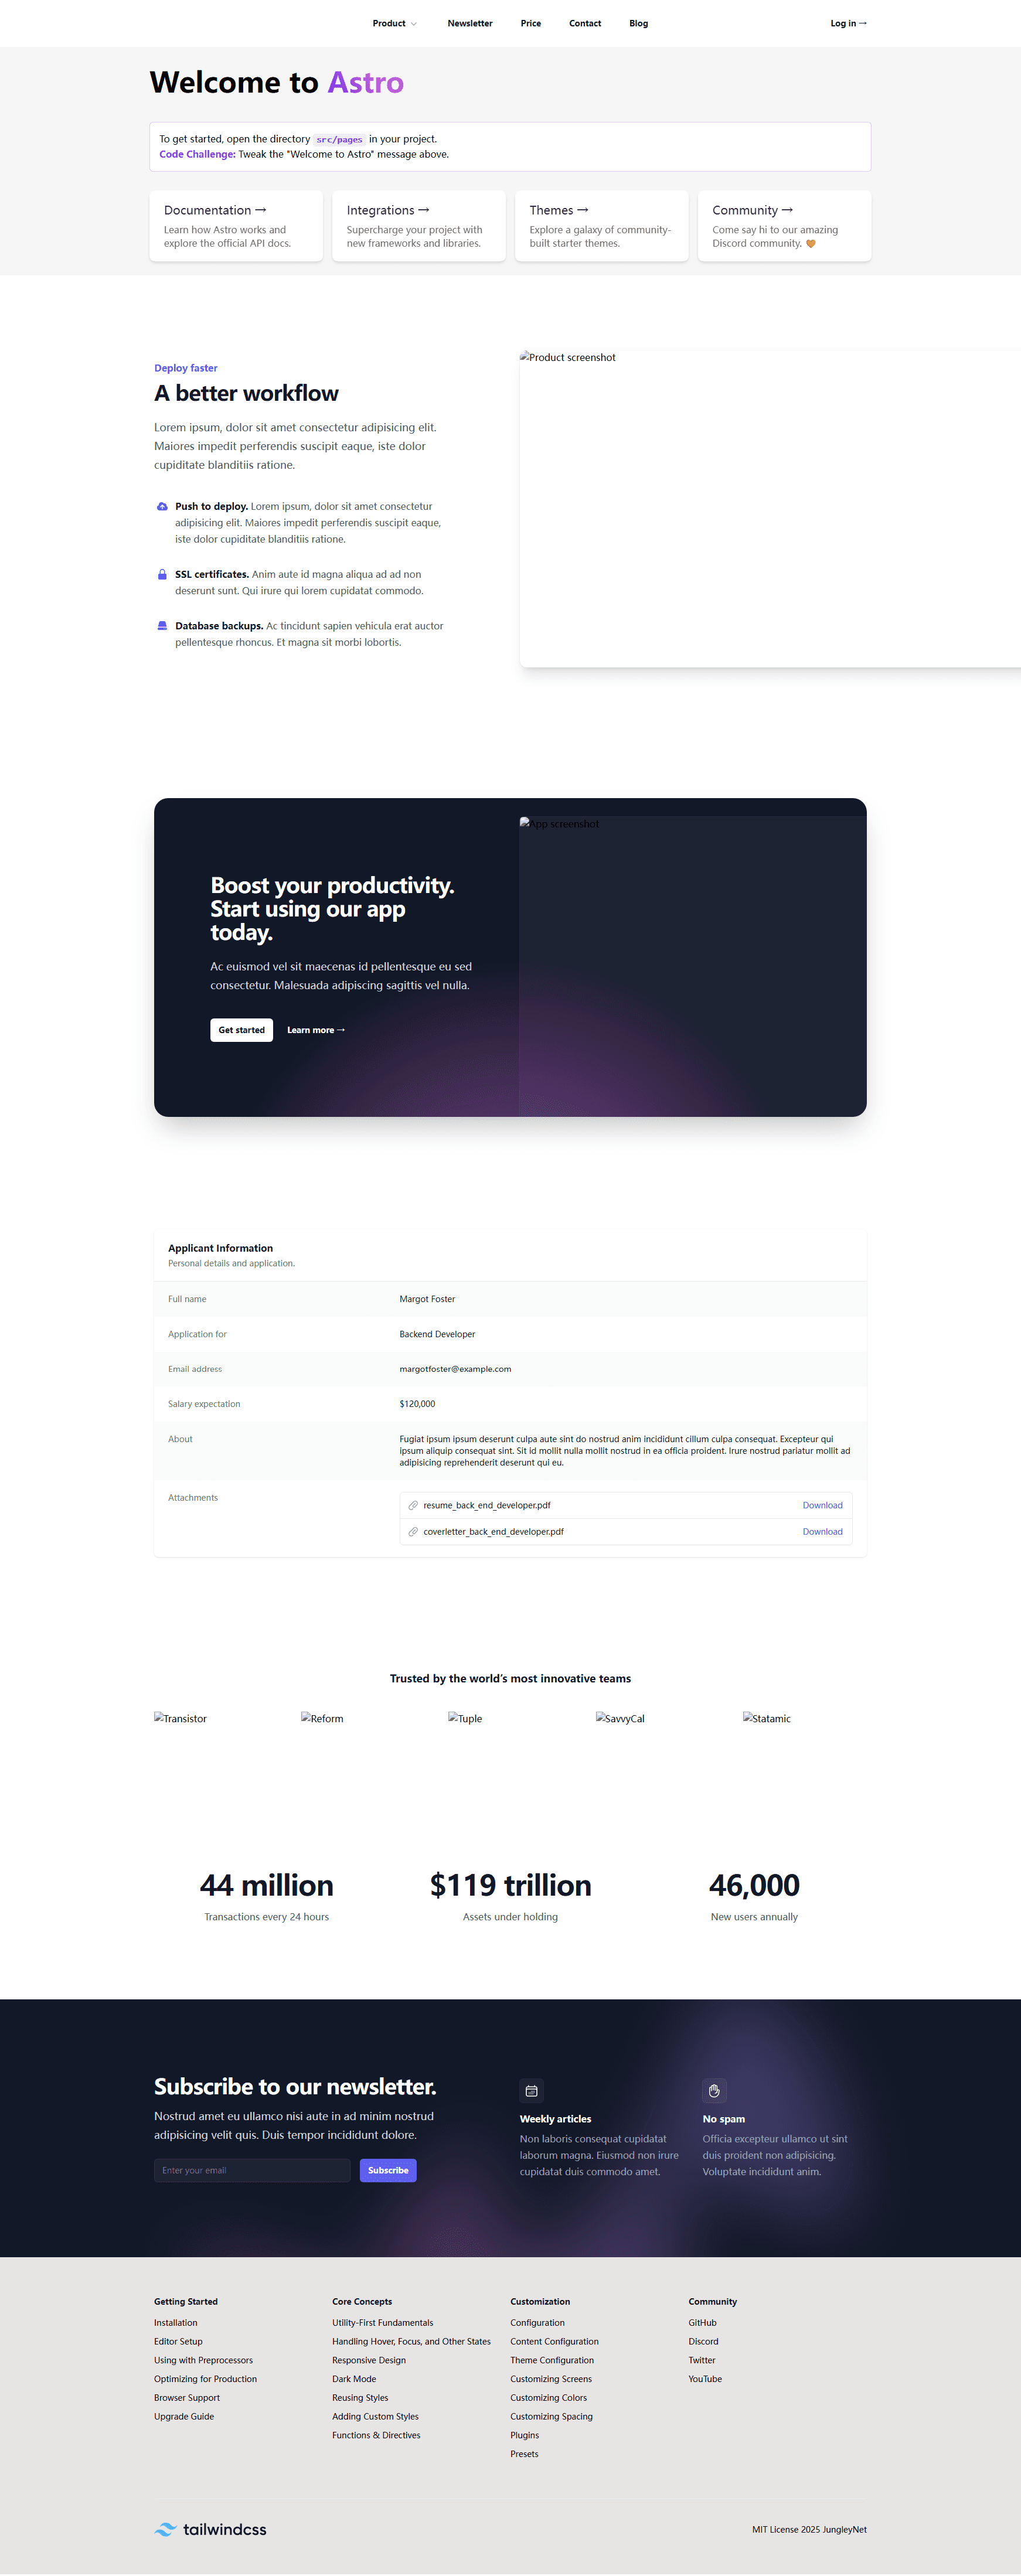 Product
Newsletter
Price
Contact
Blog
Log in →
Welcome to Astro
To get started, open the directory src/pages in your project.
Code Challenge: Tweak the "Welcome to Astro" message above.
Documentation →
Learn how Astro works and
explore the official API docs.
Integrations →
Supercharge your project with
new frameworks and libraries.
Themes →
Explore a galaxy of community-
built starter themes.
Community →
Come say hi to our amazing
Discord community. 🧡
Deploy faster
A better workflow
Lorem ipsum, dolor sit amet consectetur adipisicing elit.
Maiores impedit perferendis suscipit eaque, iste dolor
cupiditate blanditiis ratione.
Push to deploy. Lorem ipsum, dolor sit amet consectetur
adipisicing elit. Maiores impedit perferendis suscipit eaque,
iste dolor cupiditate blanditiis ratione.
SSL certificates. Anim aute id magna aliqua ad ad non
deserunt sunt. Qui irure qui lorem cupidatat commodo.
Database backups. Ac tincidunt sapien vehicula erat auctor
pellentesque rhoncus. Et magna sit morbi lobortis.
Product screenshot
Boost your productivity.
Start using our app
today.
Ac euismod vel sit maecenas id pellentesque eu sed
consectetur. Malesuada adipiscing sagittis vel nulla.
Get started
Learn more →
App screenshot
Applicant Information
Personal details and application.
Full name
Margot Foster
Application for
Backend Developer
Email address
margotfoster@example.com
Salary expectation
$120,000
About
Fugiat ipsum ipsum deserunt culpa aute sint do nostrud anim incididunt cillum culpa consequat. Excepteur qui
ipsum aliquip consequat sint. Sit id mollit nulla mollit nostrud in ea officia proident. Irure nostrud pariatur mollit ad
adipisicing reprehenderit deserunt qui eu.
Attachments
resume_back_end_developer.pdf
Download
coverletter_back_end_developer.pdf
Download
Trusted by the world's most innovative teams
Transistor
Reform
Tuple
SavvyCal
Statamic
44 million
Transactions every 24 hours
$119 trillion
Assets under holding
46,000
New users annually
Subscribe to our newsletter.
Nostrud amet eu ullamco nisi aute in ad minim nostrud
adipisicing velit quis. Duis tempor incididunt dolore.
Enter your email
Subscribe
Weekly articles
Non laboris consequat cupidatat
laborum magna. Eiusmod non irure
cupidatat duis commodo amet.
No spam
Officia excepteur ullamco ut sint
duis proident non adipisicing.
Voluptate incididunt anim.
Getting Started
Installation
Editor Setup
Using with Preprocessors
Optimizing for Production
Browser Support
Upgrade Guide
Core Concepts
Utility-First Fundamentals
Handling Hover, Focus, and Other States
Responsive Design
Dark Mode
Reusing Styles
Adding Custom Styles
Functions & Directives
Customization
Configuration
Content Configuration
Theme Configuration
Customizing Screens
Customizing Colors
Customizing Spacing
Plugins
Presets
Community
GitHub
Discord
Twitter
YouTube
tailwindcss
MIT License 2025 JungleyNet